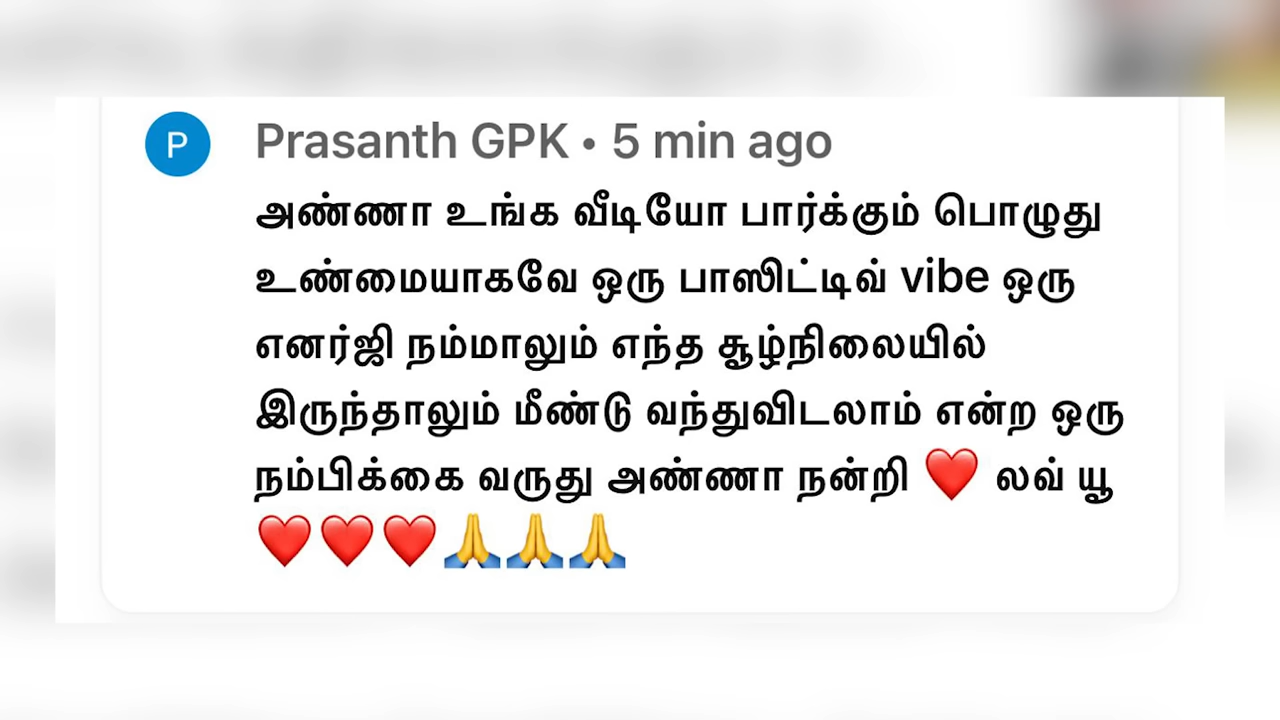 P
Prasanth GPK • 5 min ago
அண்ணா உங்க வீடியோ பார்க்கும் பொழுது
உண்மையாகவே ஒரு பாஸிட்டிவ் vibe ஒரு
எனர்ஜி நம்மாலும் எந்த சூழ்நிலையில்
இருந்தாலும் மீண்டு வந்துவிடலாம் என்ற ஒரு
நம்பிக்கை வருது அண்ணா நன்றி ❤️ லவ் யூ
❤️❤️❤️🙏🙏🙏